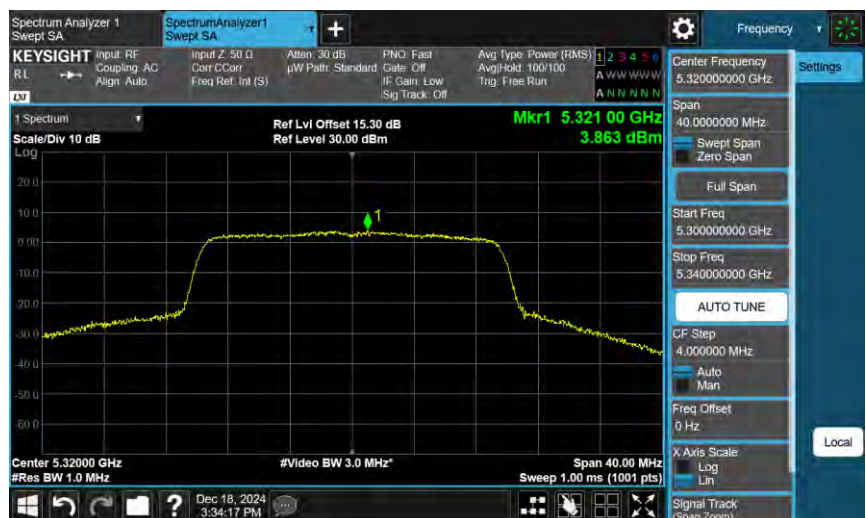 Spectrum Analyzer 1
Swept SA
SpectrumAnalyzer1
Swept SA
+
Frequency
KEYSIGHT
RL
LXI
Input: RF
Coupling: AC
Align: Auto
Input Z: 50 Ω
Corr CCorr
Freq Ref: Int (S)
Atten: 30 dB
µW Path: Standard
PNO: Fast
Gate: Off
IF Gain: Low
Sig Track: Off
Avg Type: Power (RMS)
Avg|Hold: 100/100
Trig: Free Run
1 2 3 4 5 6
A W W W W W
A N N N N N
1 Spectrum
Scale/Div 10 dB
Ref Lvl Offset 15.30 dB
Ref Level 30.00 dBm
Mkr1 5.321 00 GHz
3.863 dBm
Log
20.0
10.0
0.00
-10.0
-20.0
-30.0
-40.0
-50.0
-60.0
1
Center 5.32000 GHz
#Res BW 1.0 MHz
#Video BW 3.0 MHz*
Span 40.00 MHz
Sweep 1.00 ms (1001 pts)
Center Frequency
5.320000000 GHz
Span
40.0000000 MHz
Swept Span
Zero Span
Full Span
Start Freq
5.300000000 GHz
Stop Freq
5.340000000 GHz
AUTO TUNE
CF Step
4.000000 MHz
Auto
Man
Freq Offset
0 Hz
X Axis Scale
Log
Lin
Signal Track
(Span Zoom)
Settings
Local
?
Dec 18, 2024
3:34:17 PM